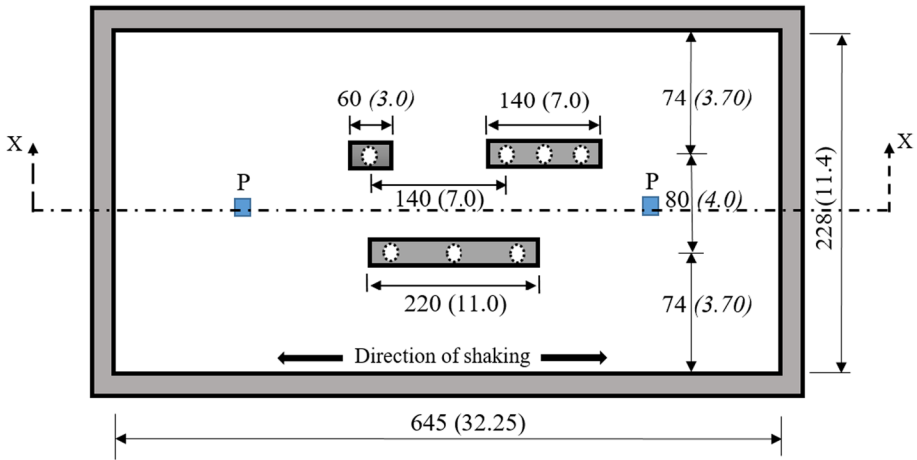 60 (3.0)
140 (7.0)
74 (3.70)
X
X
P
P
140 (7.0)
80 (4.0)
228 (11.4)
220 (11.0)
74 (3.70)
Direction of shaking
645 (32.25)